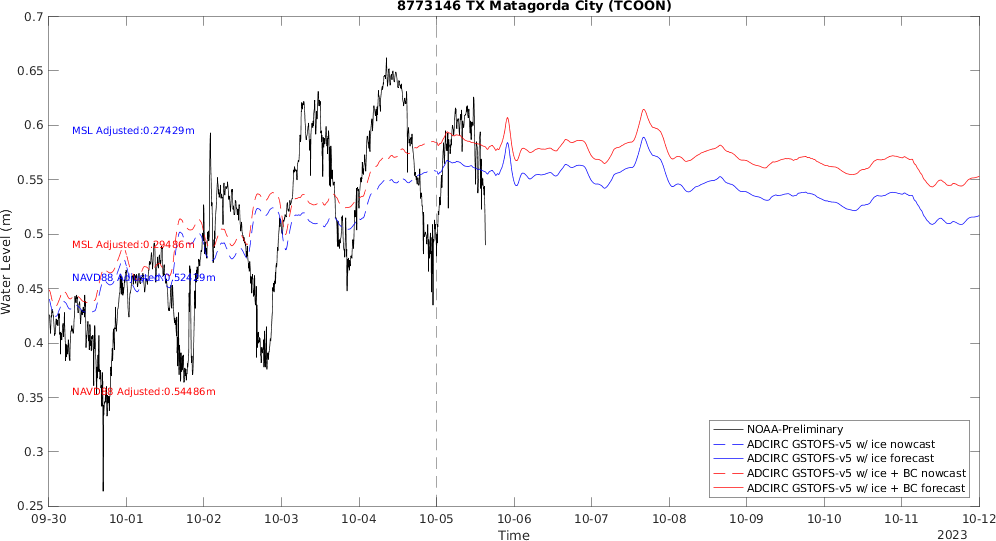 8773146 TX Matagorda City (TCOON)
0.7
0.65
0.6
0.55
0.5
0.45
0.4
0.35
0.3
0.25
Water Level (m)
MSL Adjusted:0.27429m
MSL Adjusted:0.29486m
NAVD88 Adjusted:0.52429m
NAVD88 Adjusted:0.54486m
NOAA-Preliminary
ADCIRC GSTOFS-v5 w/ ice nowcast
ADCIRC GSTOFS-v5 w/ ice forecast
ADCIRC GSTOFS-v5 w/ ice + BC nowcast
ADCIRC GSTOFS-v5 w/ ice + BC forecast
09-30 10-01 10-02 10-03 10-04 10-05 10-06 10-07 10-08 10-09 10-10 10-11 10-12
Time
2023